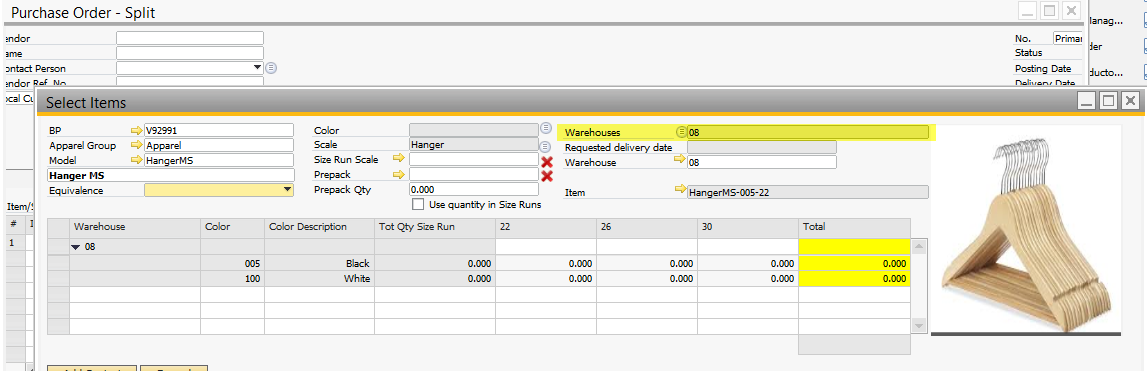 Purchase Order - Split
endor
ame
ontact Person
endor Ref. No.
ocal Cu
No. Primar
Status
Posting Date
Delivery Date
lanag...
der
ducto...
Select Items
BP V92991
Apparel Group Apparel
Model HangerMS
Hanger MS
Equivalence
Color
Scale Hanger
Size Run Scale
Prepack
Prepack Qty 0.000
Use quantity in Size Runs
Warehouses 08
Requested delivery date
Warehouse 08
Item HangerMS-005-22
Item/S
#
1
Warehouse Color Color Description Tot Qty Size Run 22 26 30 Total
08
005 Black 0.000 0.000 0.000 0.000 0.000
100 White 0.000 0.000 0.000 0.000 0.000